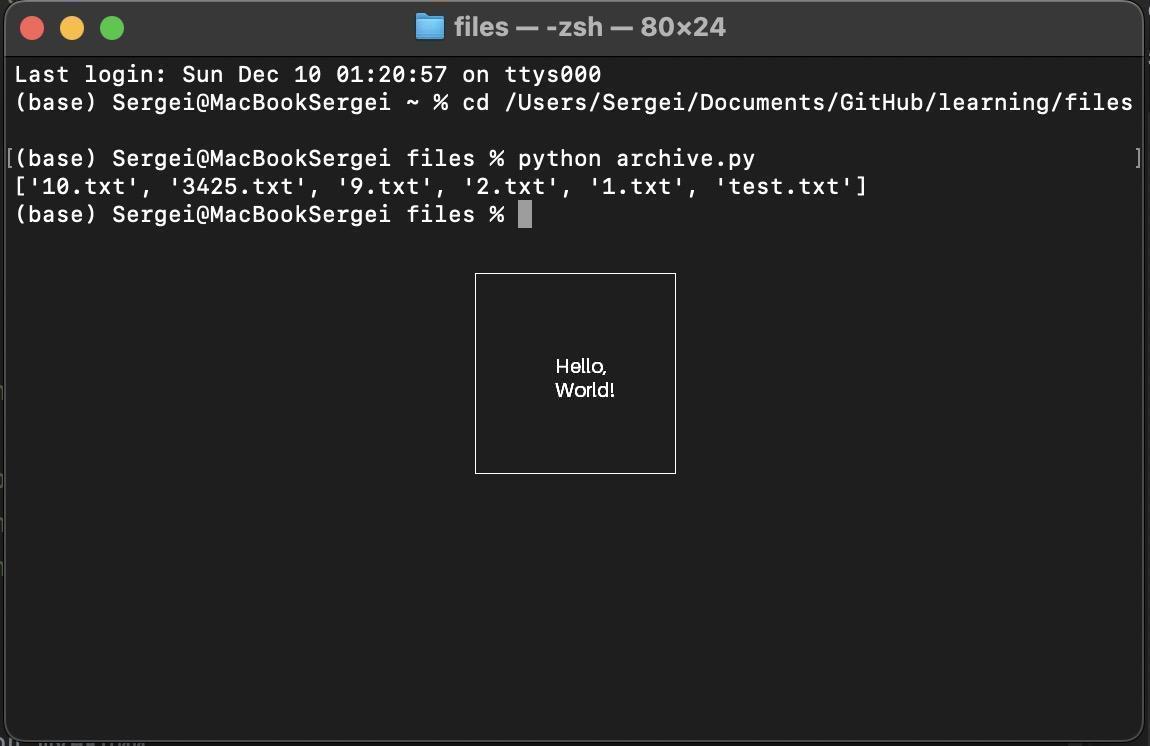 files — -zsh — 80×24
Last login: Sun Dec 10 01:20:57 on ttys000
(base) Sergei@MacBookSergei ~ % cd /Users/Sergei/Documents/GitHub/learning/files
[(base) Sergei@MacBookSergei files % python archive.py ]
['10.txt', '3425.txt', '9.txt', '2.txt', '1.txt', 'test.txt']
(base) Sergei@MacBookSergei files %
Hello,
World!